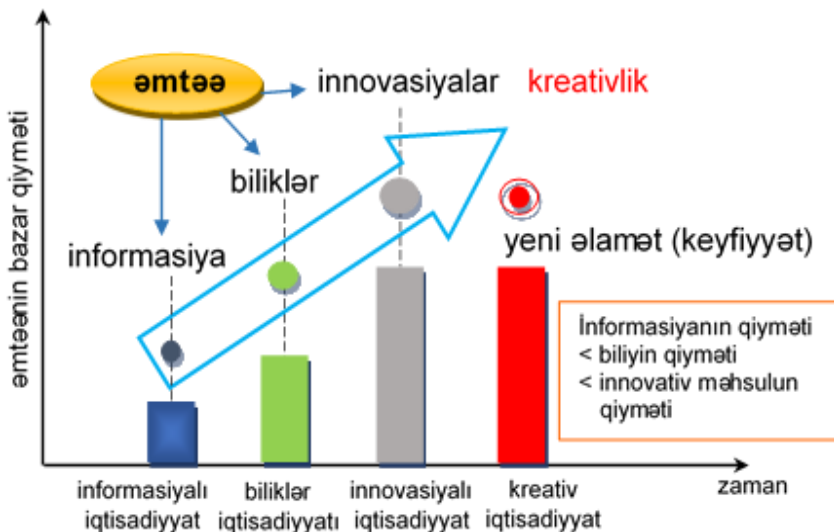 əmtəənin bazar qiyməti
əmtəə
innovasiyalar
kreativlik
biliklər
informasiya
yeni əlamət (keyfiyyət)
İnformasiyanın qiyməti
< biliyin qiyməti
< innovativ məhsulun
qiyməti
zaman
informasiyalı
iqtisadiyyat
biliklər
iqtisadiyyatı
innovasiyalı
iqtisadiyyat
kreativ
iqtisadiyyat